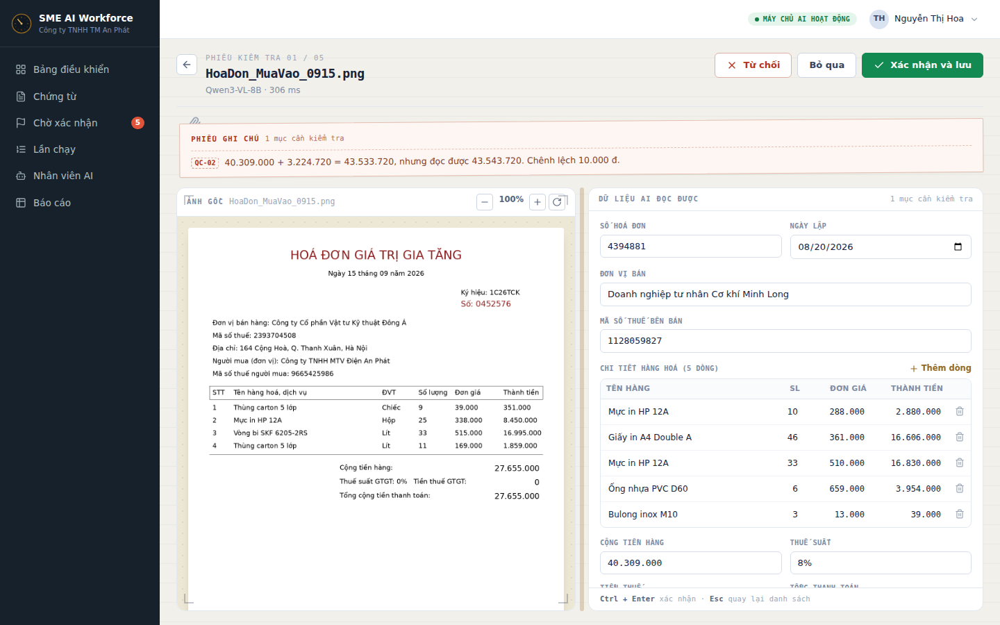 SME AI Workforce
Công ty TNHH TM An Phát
Bảng điều khiển
Chứng từ
Chờ xác nhận
5
Lần chạy
Nhân viên AI
Báo cáo
MÁY CHỦ AI HOẠT ĐỘNG
TH
Nguyễn Thị Hoa
PHIẾU KIỂM TRA 01 / 05
HoaDon_MuaVao_0915.png
Qwen3-VL-8B · 306 ms
Từ chối
Bỏ qua
Xác nhận và lưu
PHIẾU GHI CHÚ 1 mục cần kiểm tra
QC-02 40.309.000 + 3.224.720 = 43.533.720, nhưng đọc được 43.543.720. Chênh lệch 10.000 đ.
ẢNH GỐC HoaDon_MuaVao_0915.png
100%
HOÁ ĐƠN GIÁ TRỊ GIA TĂNG
Ngày 15 tháng 09 năm 2026
Ký hiệu: 1C26TCK
Số: 0452576
Đơn vị bán hàng: Công ty Cổ phần Vật tư Kỹ thuật Đông Á
Mã số thuế: 2393704508
Địa chỉ: 164 Cộng Hoà, Q. Thanh Xuân, Hà Nội
Người mua (đơn vị): Công ty TNHH MTV Điện An Phát
Mã số thuế người mua: 9665425986
STT Tên hàng hoá, dịch vụ ĐVT Số lượng Đơn giá Thành tiền
1 Thùng carton 5 lớp Chiếc 9 39.000 351.000
2 Mực in HP 12A Hộp 25 338.000 8.450.000
3 Vòng bi SKF 6205-2RS Lít 33 515.000 16.995.000
4 Thùng carton 5 lớp Lít 11 169.000 1.859.000
Cộng tiền hàng: 27.655.000
Thuế suất GTGT: 0% Tiền thuế GTGT: 0
Tổng cộng tiền thanh toán: 27.655.000
DỮ LIỆU AI ĐỌC ĐƯỢC
1 mục cần kiểm tra
SỐ HOÁ ĐƠN
NGÀY LẬP
4394881
08/20/2026
ĐƠN VỊ BÁN
Doanh nghiệp tư nhân Cơ khí Minh Long
MÃ SỐ THUẾ BÊN BÁN
1128059827
CHI TIẾT HÀNG HOÁ (5 DÒNG)
Thêm dòng
TÊN HÀNG SL ĐƠN GIÁ THÀNH TIỀN
Mực in HP 12A 10 288.000 2.880.000
Giấy in A4 Double A 46 361.000 16.606.000
Mực in HP 12A 33 510.000 16.830.000
Ống nhựa PVC D60 6 659.000 3.954.000
Bulong inox M10 3 13.000 39.000
CỘNG TIỀN HÀNG
THUẾ SUẤT
40.309.000
8%
TIỀN THUẾ
TỔNG THANH TOÁN
Ctrl + Enter xác nhận · Esc quay lại danh sách